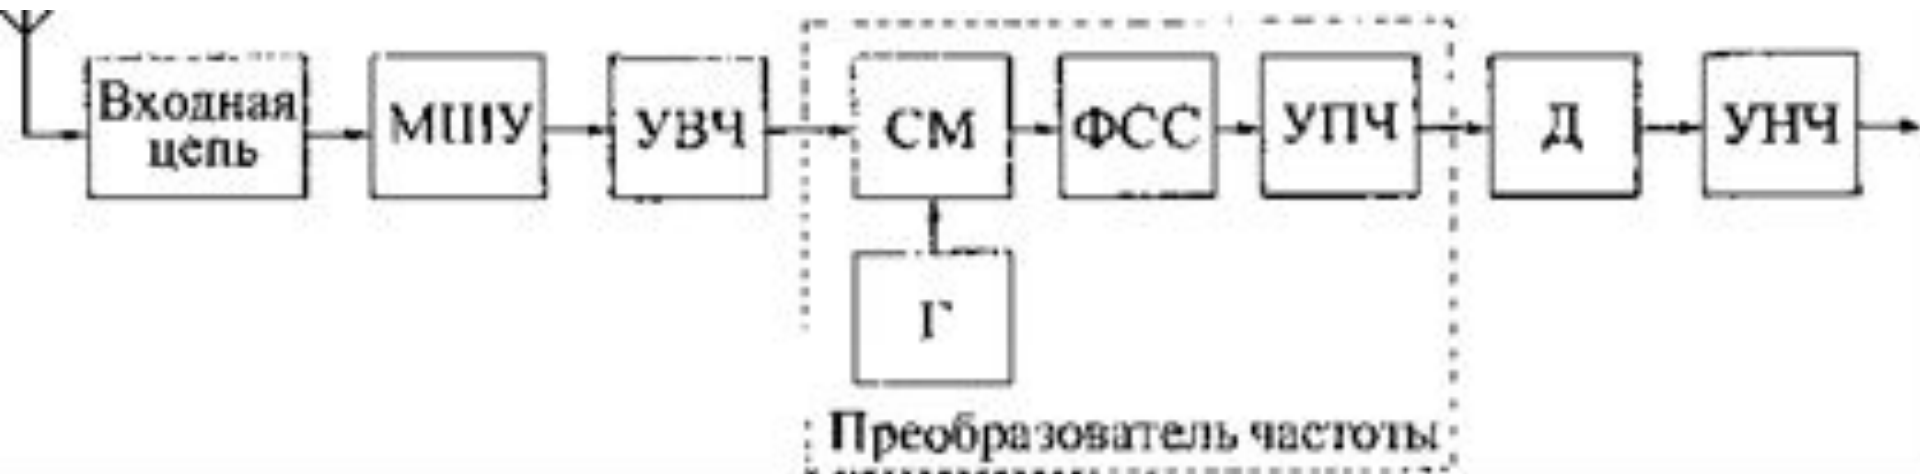 Входная
цепь
МШУ
УВЧ
СМ
ФСС
УПЧ
Д
УНЧ
Г
Преобразователь частоты